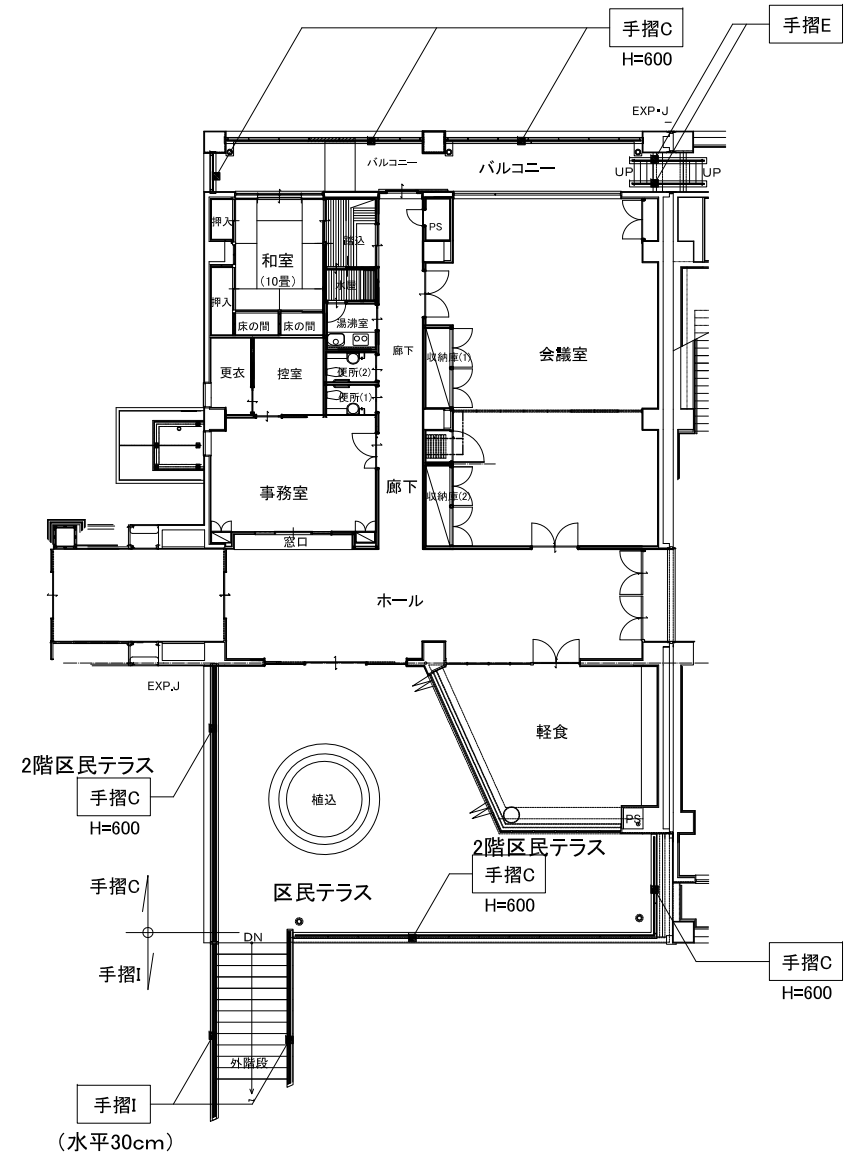 手摺C
H=600
手摺E
EXP・J
バルコニー
バルコニー
UP
UP
押入
和室
(10畳)
踏込
PS
水屋
押入
床の間
床の間
湯沸室
廊下
収納庫(1)
会議室
更衣
控室
便所(2)
便所(1)
事務室
廊下
収納庫(2)
窓口
ホール
EXP.J
2階区民テラス
手摺C
H=600
軽食
植込
PS
2階区民テラス
手摺C
H=600
区民テラス
手摺C
DN
手摺I
手摺C
H=600
外階段
手摺I
(水平30cm)